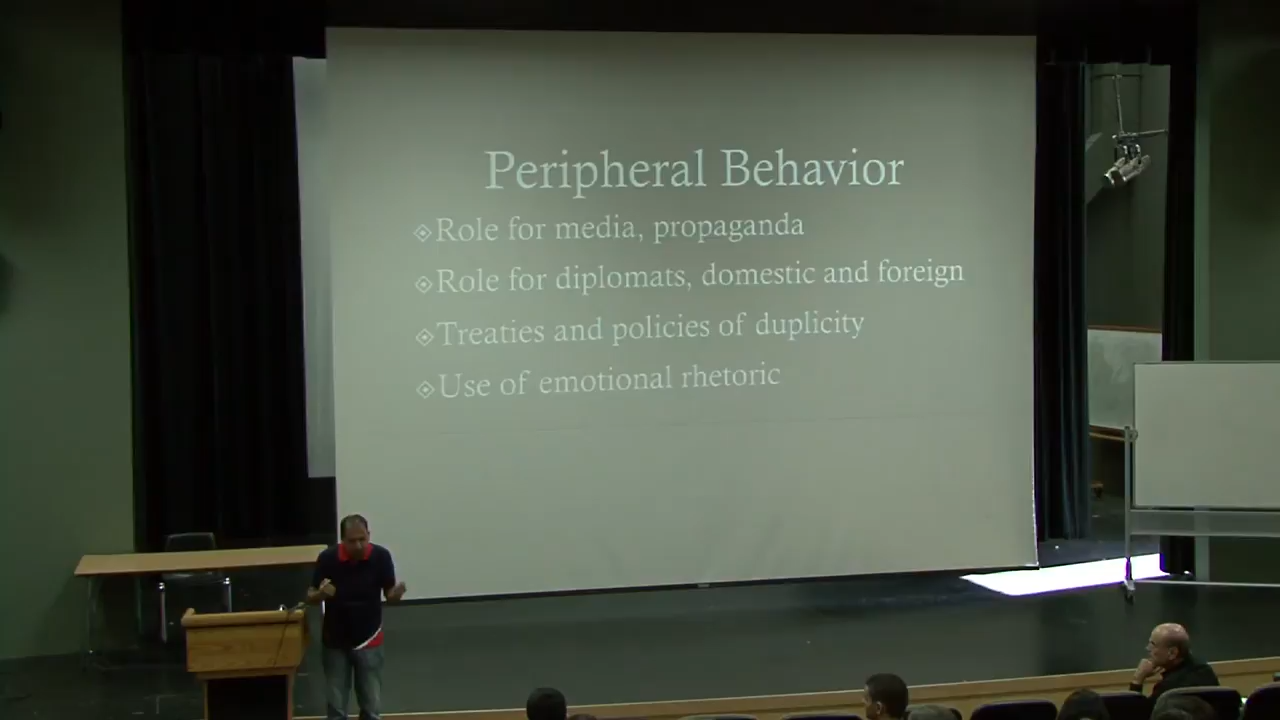 Peripheral Behavior
Role for media, propaganda
Role for diplomats, domestic and foreign
Treaties and policies of duplicity
Use of emotional rhetoric